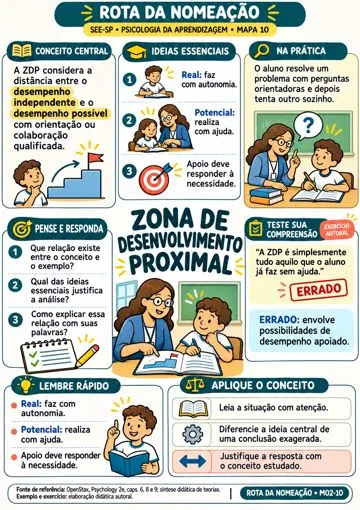 ROTA DA NOMEAÇÃO
SEE-SP • PSICOLOGIA DA APRENDIZAGEM • MAPA 10
CONCEITO CENTRAL
A ZDP considera a
distância entre o
desempenho
independente e o
desempenho possível
com orientação ou
colaboração
qualificada.
IDEIAS ESSENCIAIS
1
Real: faz
com autonomia.
2
Potencial:
realiza
com ajuda.
3
Apoio deve
responder à
necessidade.
NA PRÁTICA
O aluno resolve um
problema com perguntas
orientadoras e depois
tenta outro sozinho.
?
PENSE E RESPONDA
1
Que relação existe
entre o conceito e
o exemplo?
2
Qual das ideias
essenciais justifica
a análise?
3
Como explicar essa
relação com suas
palavras?
ZONA DE
DESENVOLVIMENTO
PROXIMAL
TESTE SUA
COMPREENSÃO
EXERCÍCIO
AUTORAL
"A ZDP é simplesmente
tudo aquilo que o aluno
já faz sem ajuda."
ERRADO
ERRADO: envolve
possibilidades de
desempenho apoiado.
LEMBRE RÁPIDO
Real: faz com
autonomia.
Potencial: realiza
com ajuda.
Apoio deve responder
à necessidade.
APLIQUE O CONCEITO
Leia a situação com atenção.
Diferencie a ideia central de
uma conclusão exagerada.
Justifique a resposta com
o conceito estudado.
Fonte de referência: OpenStax, Psychology 2e, caps. 6, 8 e 9; síntese didática de teorias.
Exemplo e exercício: elaboração didática autoral.
ROTA DA NOMEAÇÃO • M02-10